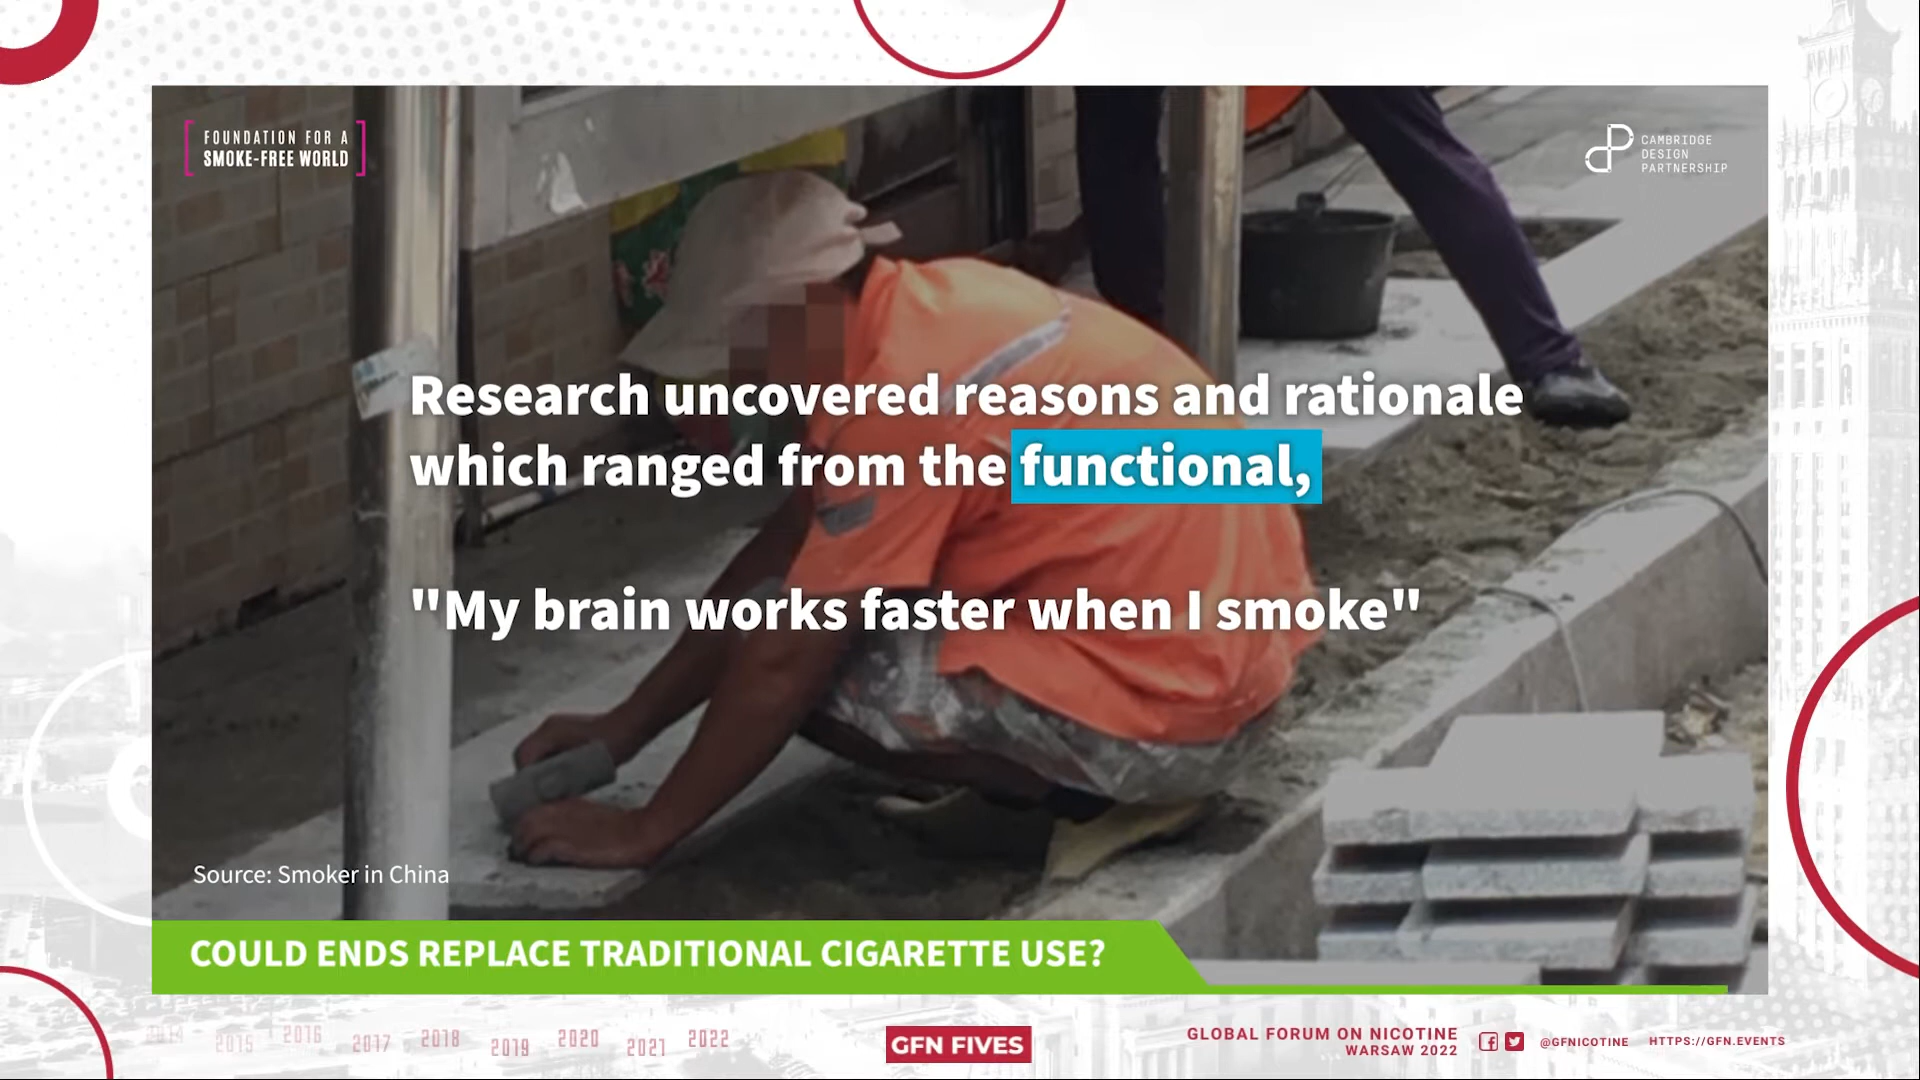 FOUNDATION FOR A
SMOKE-FREE WORLD
CAMBRIDGE
DESIGN
PARTNERSHIP
Research uncovered reasons and rationale
which ranged from the functional,
"My brain works faster when I smoke"
Source: Smoker in China
COULD ENDS REPLACE TRADITIONAL CIGARETTE USE?
2014 2015 2016 2017 2018 2019 2020 2021 2022
GFN FIVES
GLOBAL FORUM ON NICOTINE
WARSAW 2022
@GFNICOTINE
HTTPS://GFN.EVENTS